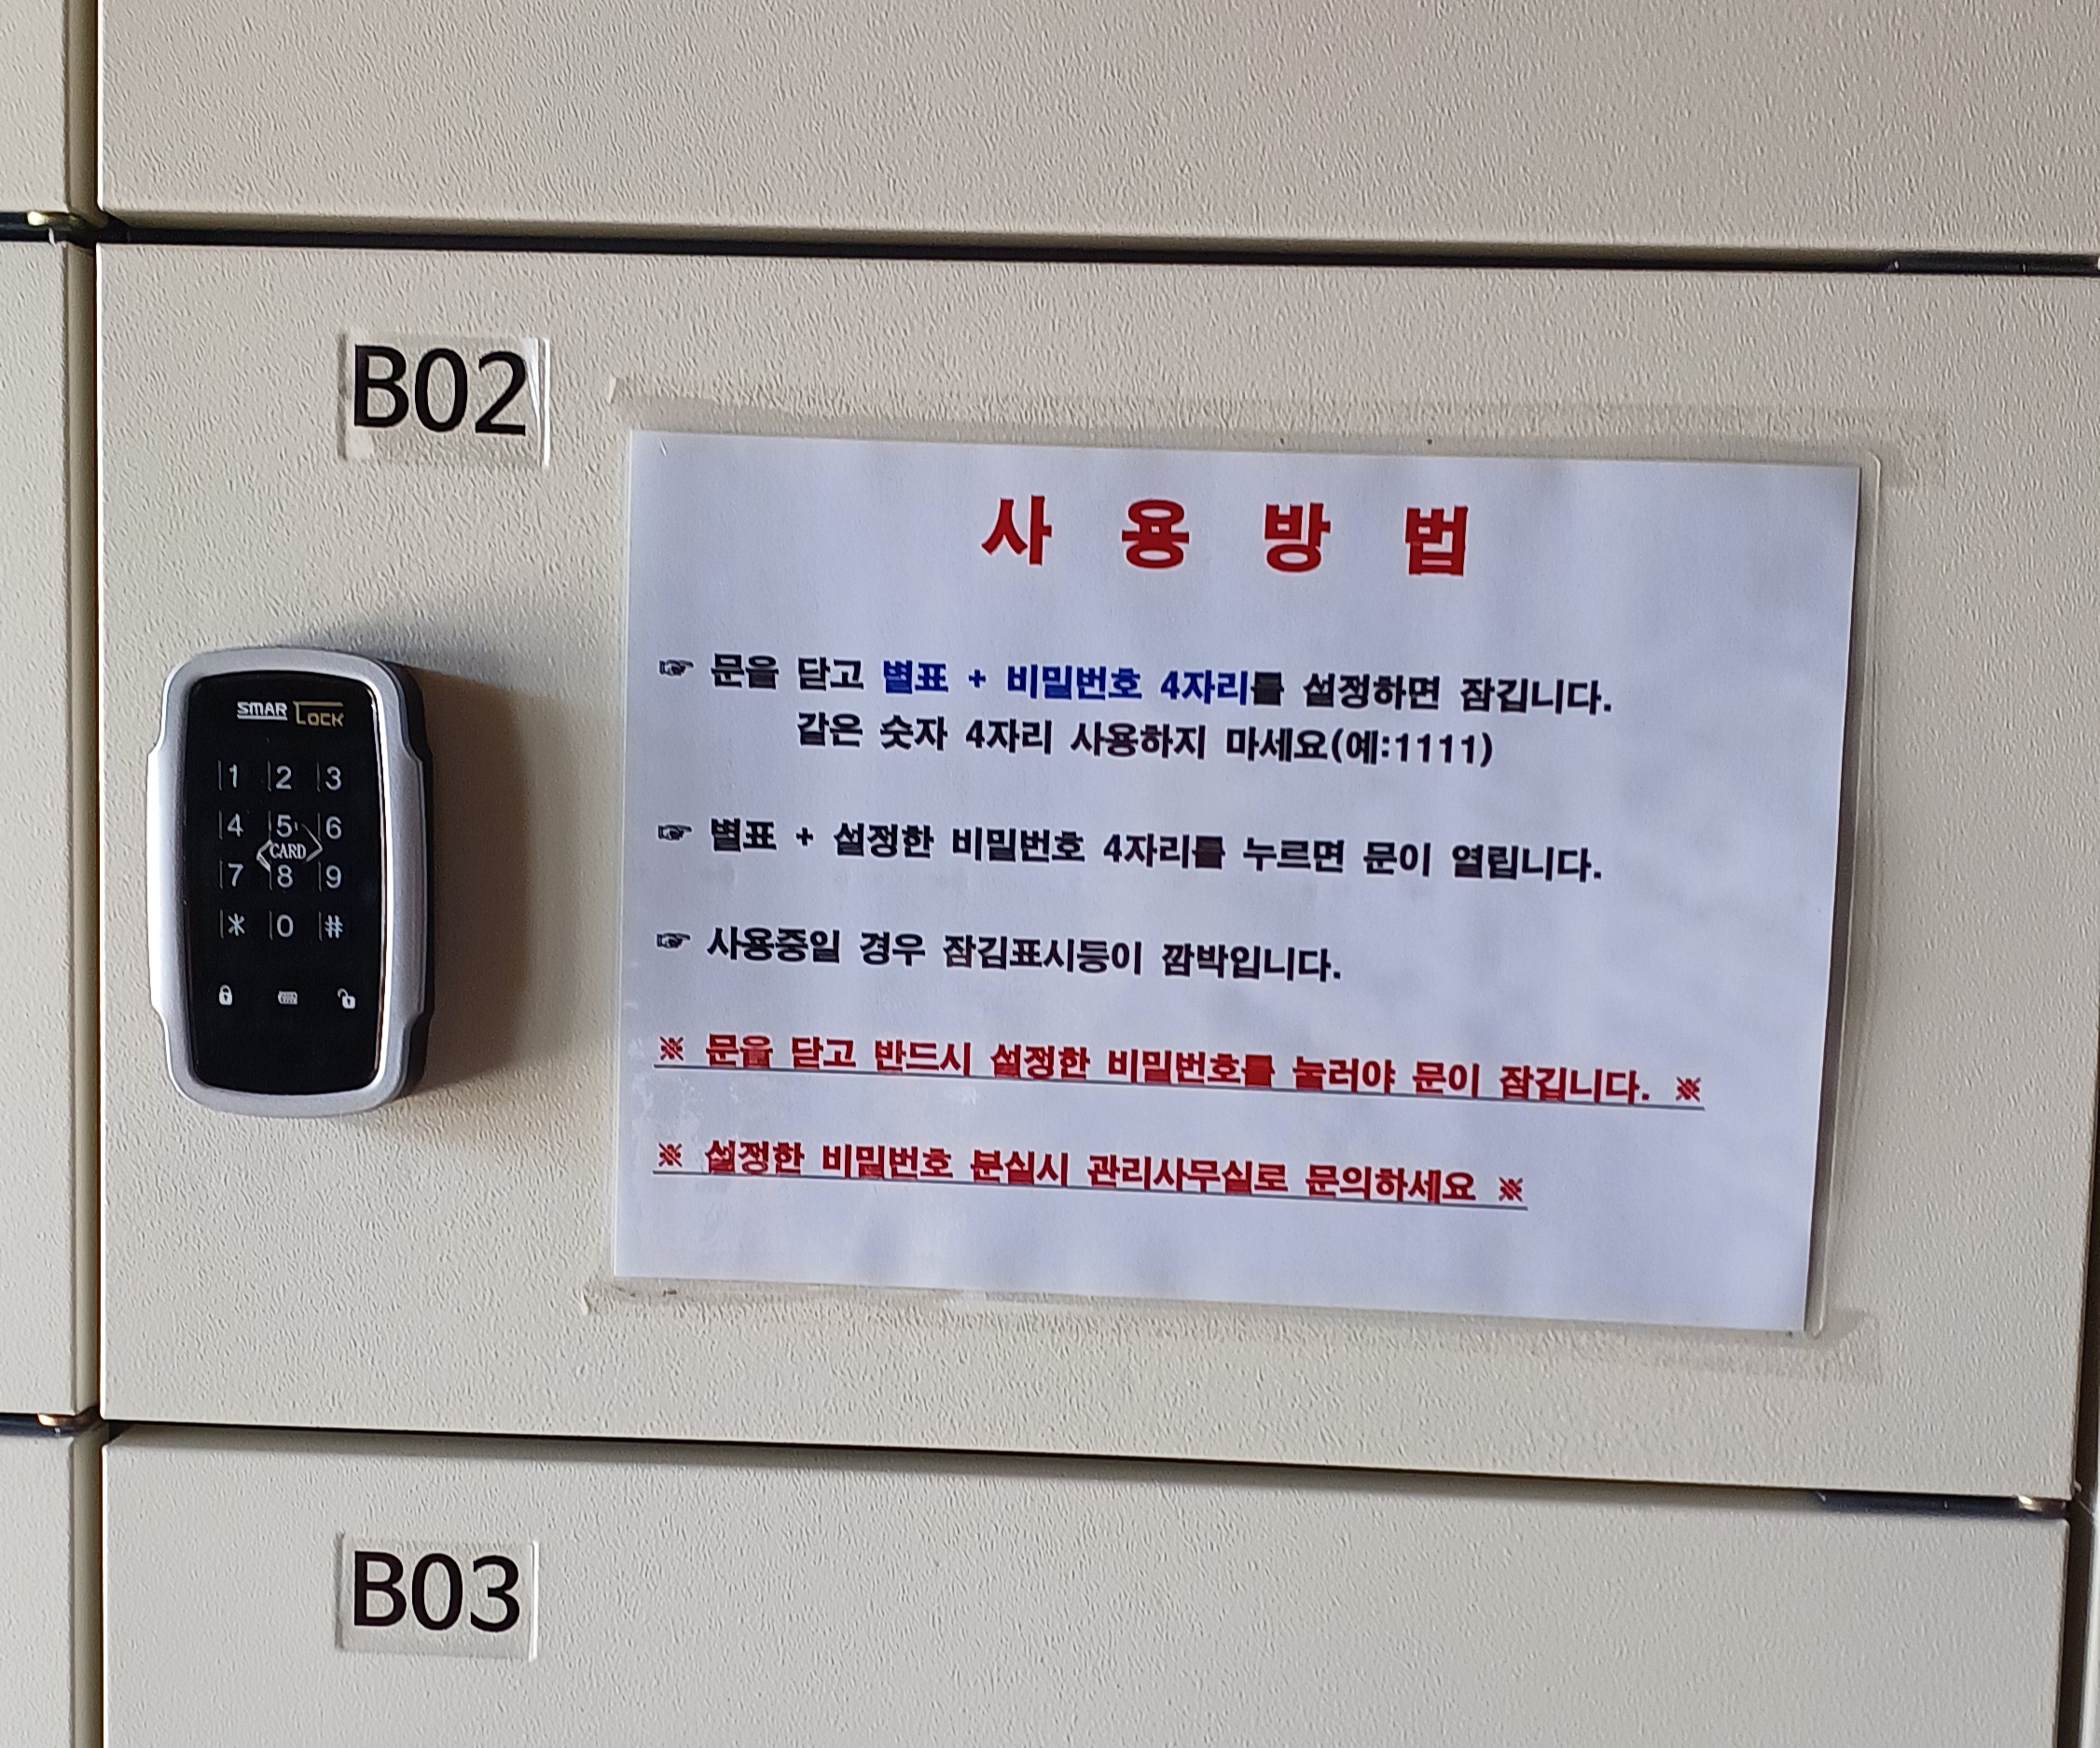 B02
사 용 방 법
☞ 문을 닫고 별표 + 비밀번호 4자리를 설정하면 잠깁니다.
같은 숫자 4자리 사용하지 마세요(예:1111)
☞ 별표 + 설정한 비밀번호 4자리를 누르면 문이 열립니다.
☞ 사용중일 경우 잠김표시등이 깜박입니다.
※ 문을 닫고 반드시 설정한 비밀번호를 눌러야 문이 잠깁니다. ※
※ 설정한 비밀번호 분실시 관리사무실로 문의하세요 ※
SMART LOCK
1 2 3
4 5 6
CARD
7 8 9
* 0 #
B03